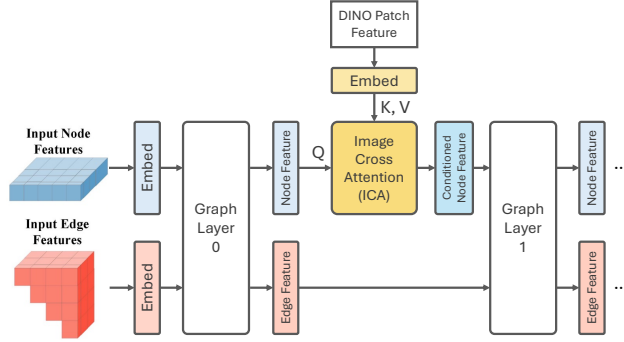 DINO Patch
Feature
Embed
K, V
Input Node
Features
Embed
Graph
Layer
0
Node Feature
Q
Image
Cross
Attention
(ICA)
Conditioned
Node Feature
Graph
Layer
1
Node Feature
...
Input Edge
Features
Embed
Edge Feature
Edge Feature
...